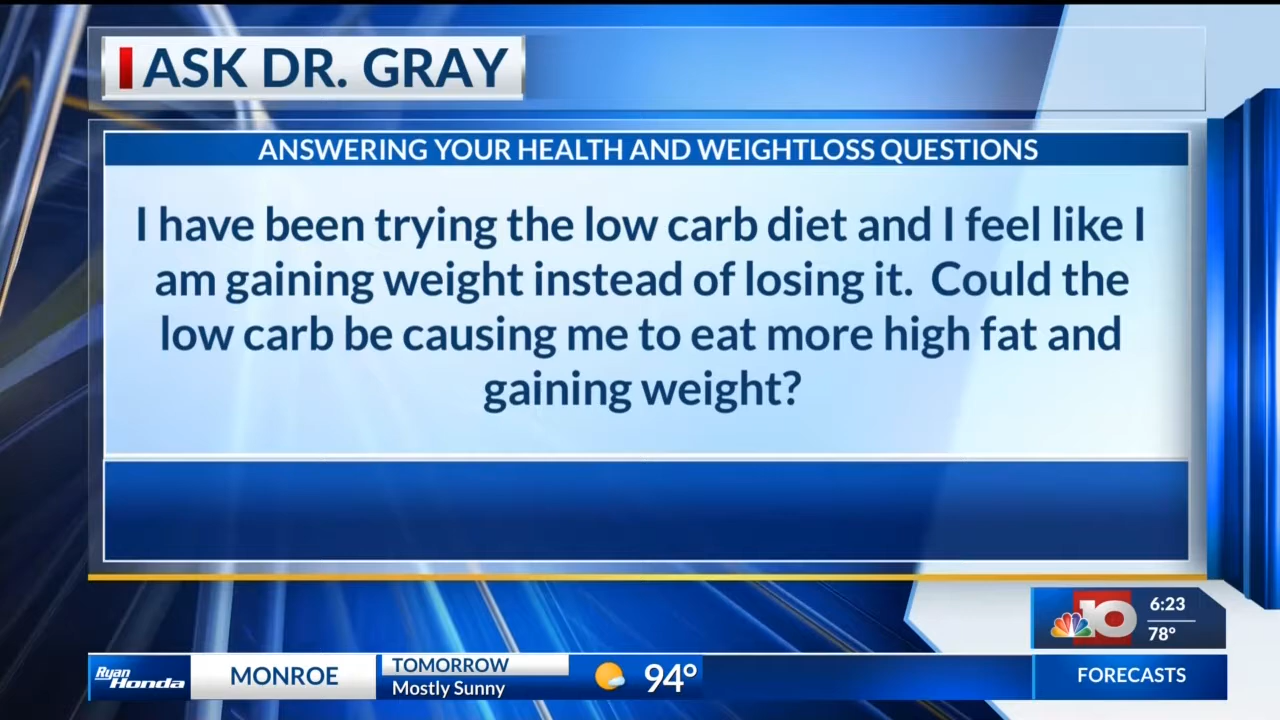 ASK DR. GRAY
ANSWERING YOUR HEALTH AND WEIGHTLOSS QUESTIONS
I have been trying the low carb diet and I feel like I
am gaining weight instead of losing it.  Could the
low carb be causing me to eat more high fat and
gaining weight?
10
6:23
78°
Ryan
Honda
MONROE
TOMORROW
Mostly Sunny
94°
FORECASTS